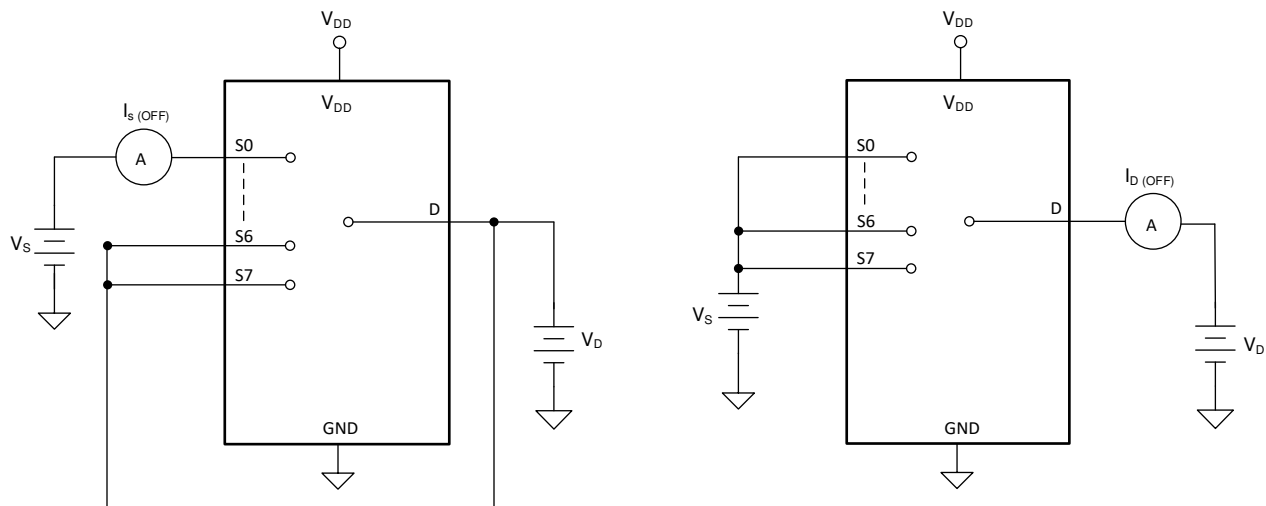 VDD
VDD
Is (OFF)
A
S0
S6
S7
D
VS
VD
GND
VDD
VDD
S0
S6
S7
D
ID (OFF)
A
VS
VD
GND